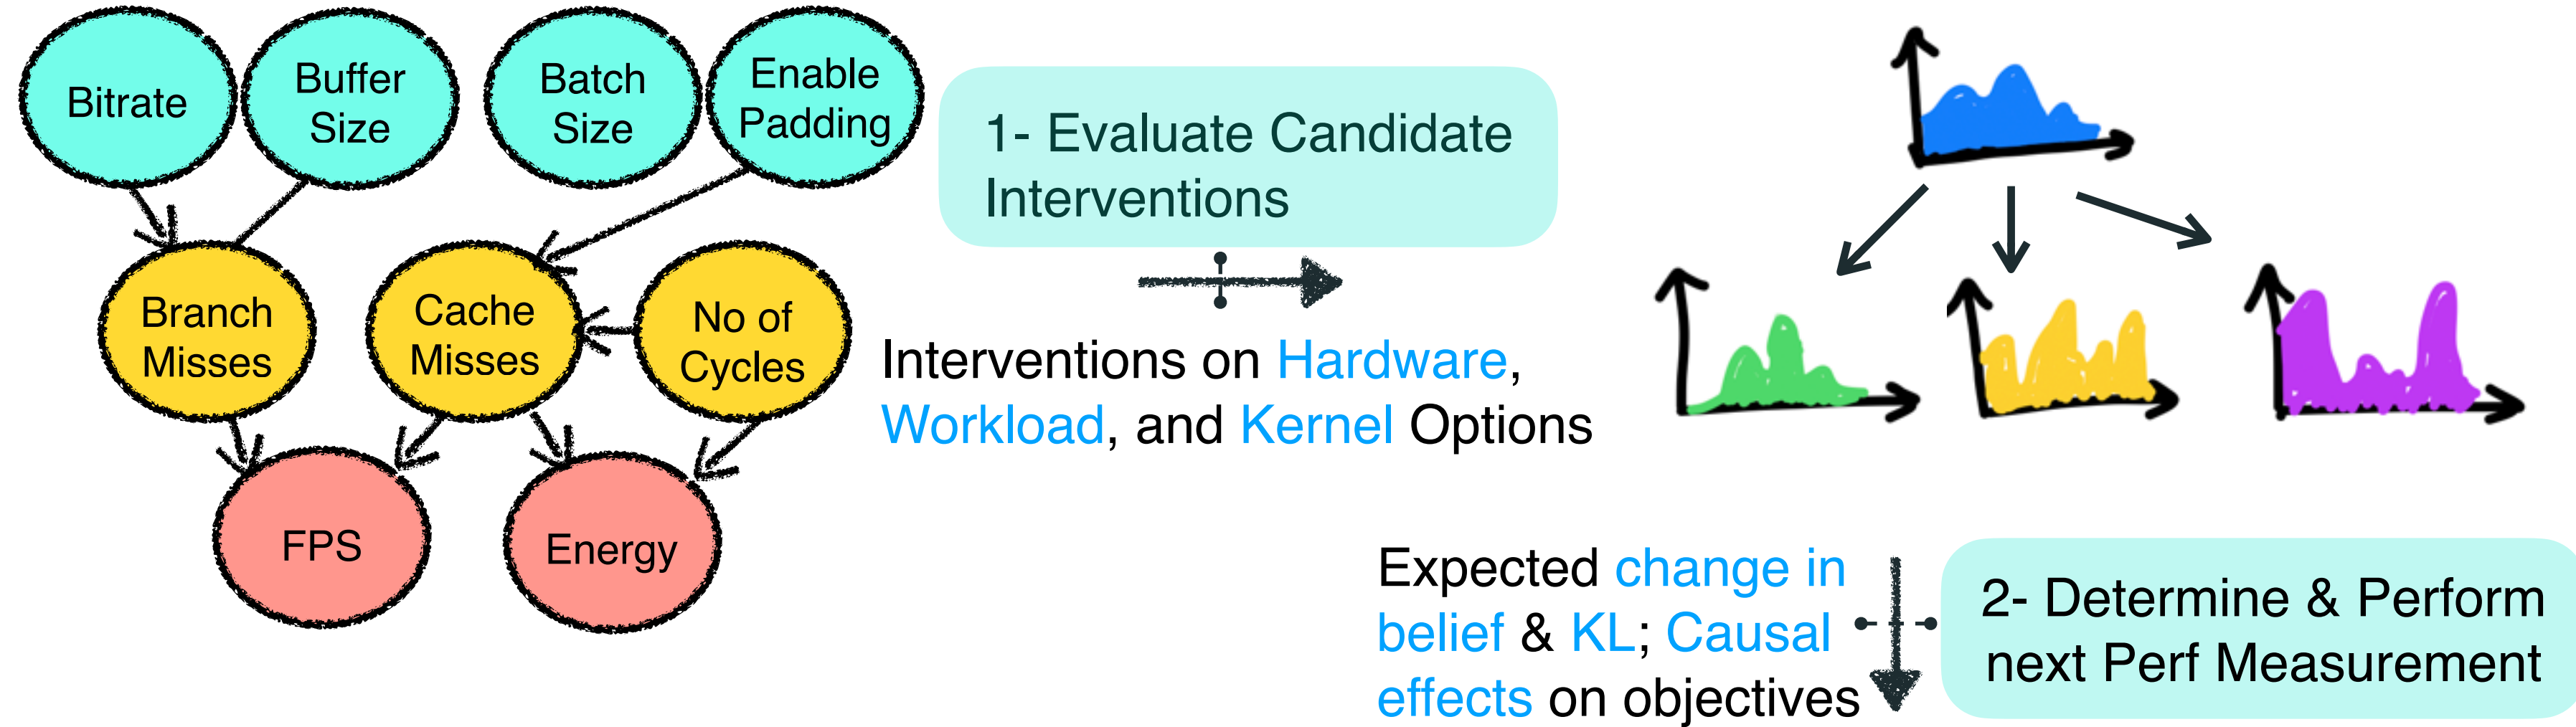 Bitrate
Buffer
Size
Batch
Size
Enable
Padding
Branch
Misses
Cache
Misses
No of
Cycles
FPS
Energy
1- Evaluate Candidate
Interventions
Interventions on Hardware,
Workload, and Kernel Options
Expected change in
belief & KL; Causal
effects on objectives
2- Determine & Perform
next Perf Measurement